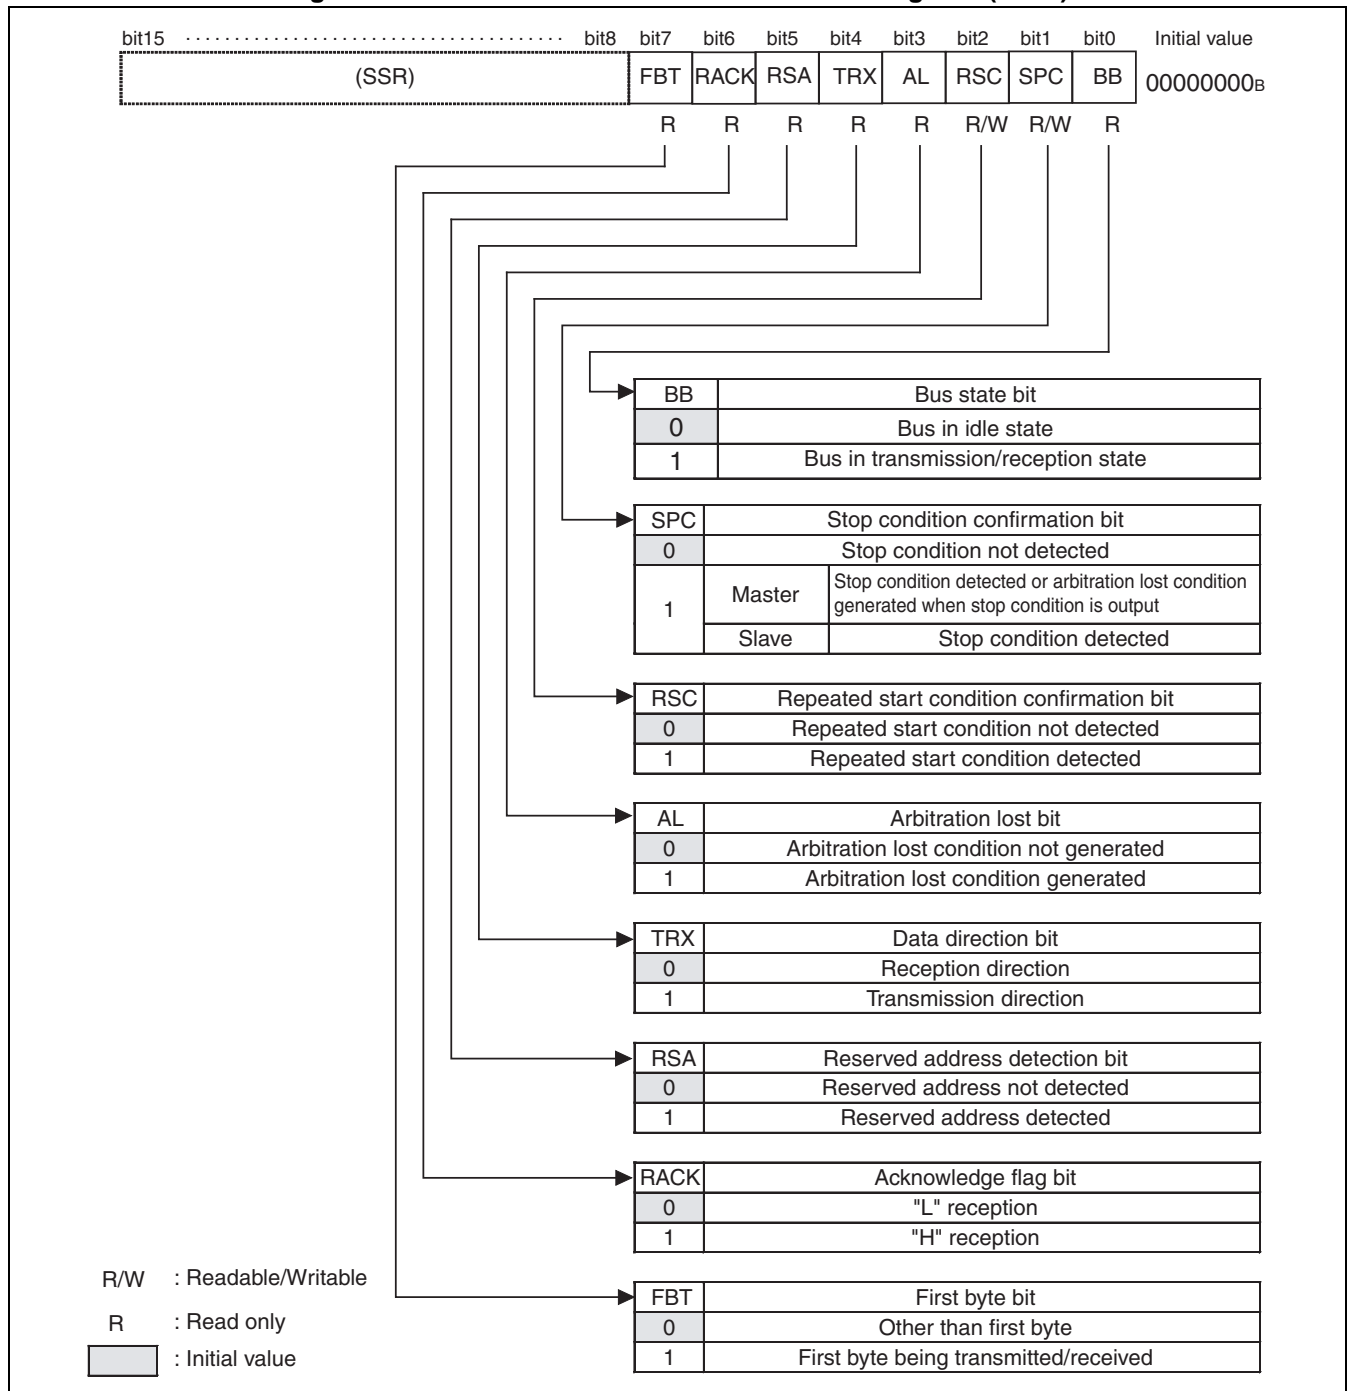 bit15 ...................................... bit8 bit7 bit6 bit5 bit4 bit3 bit2 bit1 bit0 Initial value
(SSR) FBT RACK RSA TRX AL RSC SPC BB 00000000B
R R R R R R/W R/W R
BB Bus state bit
0 Bus in idle state
1 Bus in transmission/reception state
SPC Stop condition confirmation bit
0 Stop condition not detected
1 Master Stop condition detected or arbitration lost condition
generated when stop condition is output
Slave Stop condition detected
RSC Repeated start condition confirmation bit
0 Repeated start condition not detected
1 Repeated start condition detected
AL Arbitration lost bit
0 Arbitration lost condition not generated
1 Arbitration lost condition generated
TRX Data direction bit
0 Reception direction
1 Transmission direction
RSA Reserved address detection bit
0 Reserved address not detected
1 Reserved address detected
RACK Acknowledge flag bit
0 "L" reception
1 "H" reception
FBT First byte bit
0 Other than first byte
1 First byte being transmitted/received
R/W : Readable/Writable
R : Read only
: Initial value